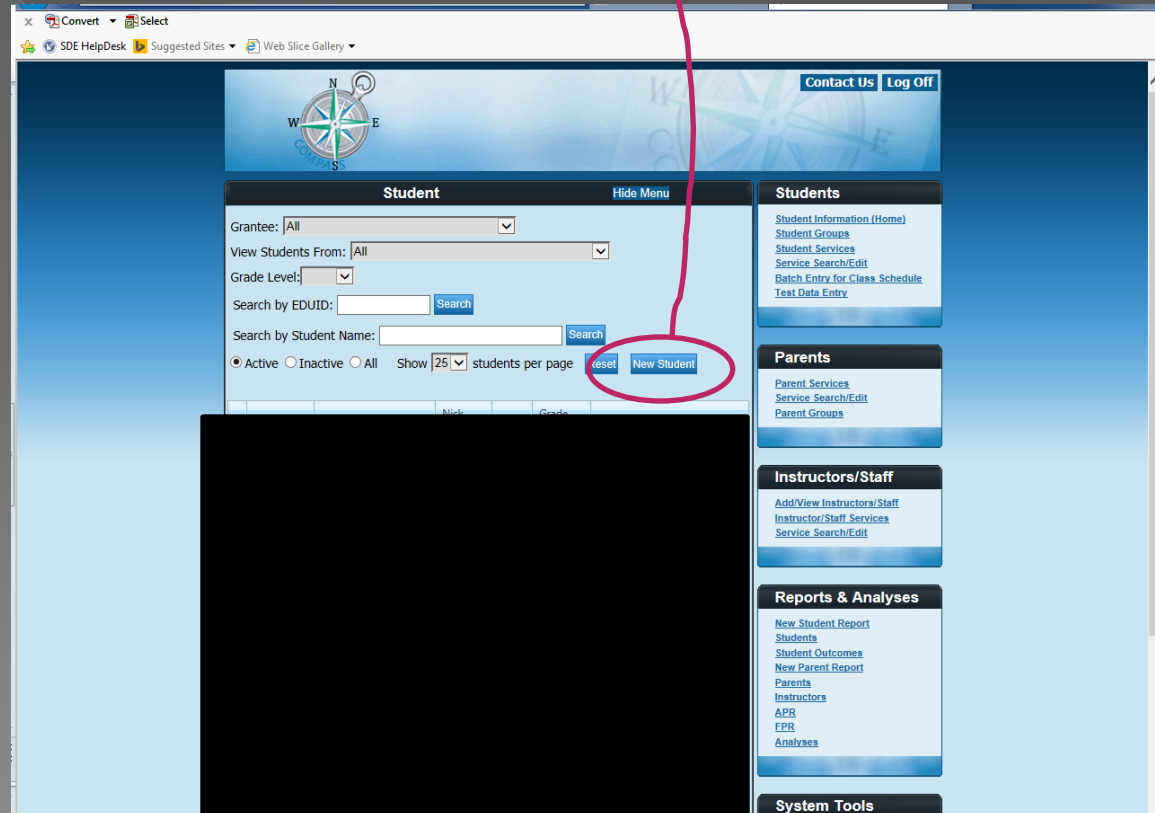 Convert Select
SDE HelpDesk Suggested Sites Web Slice Gallery
N
W E
S
COMPASS
W
E
Contact Us Log Off
Student Hide Menu
Grantee: All
View Students From: All
Grade Level:
Search by EDUID: Search
Search by Student Name: Search
Active Inactive All Show 25 students per page Reset New Student
Nick Grade
Students
Student Information (Home)
Student Groups
Student Services
Service Search/Edit
Batch Entry for Class Schedule
Test Data Entry
Parents
Parent Services
Service Search/Edit
Parent Groups
Instructors/Staff
Add/View Instructors/Staff
Instructor/Staff Services
Service Search/Edit
Reports & Analyses
New Student Report
Students
Student Outcomes
New Parent Report
Parents
Instructors
APR
FPR
Analyses
System Tools